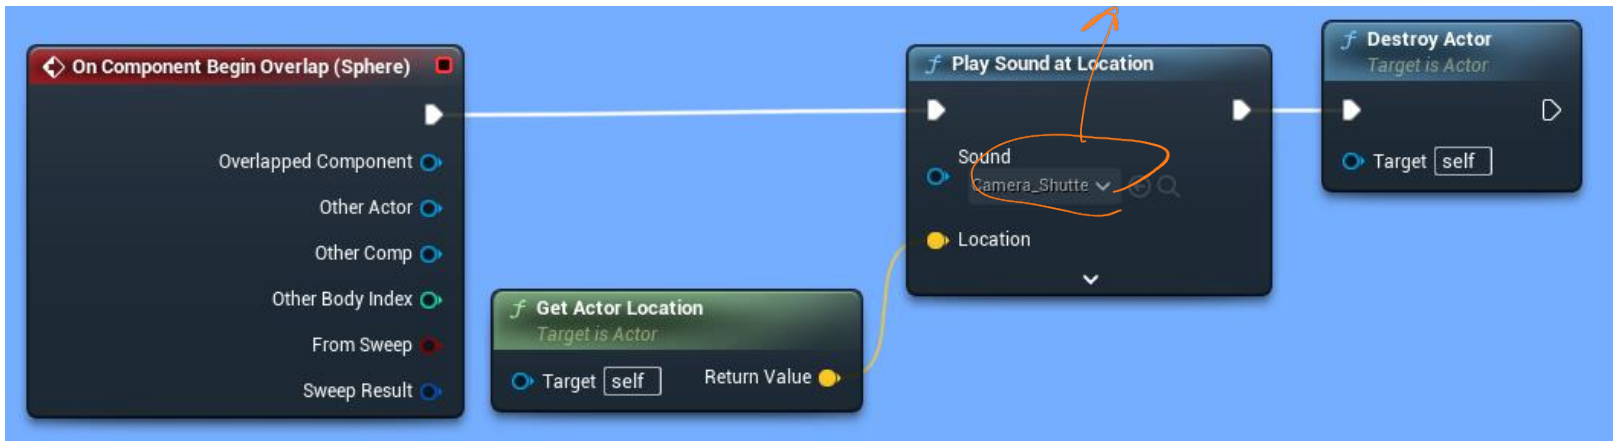 On Component Begin Overlap (Sphere)
Overlapped Component
Other Actor
Other Comp
Other Body Index
From Sweep
Sweep Result
f Get Actor Location
Target is Actor
Target self
Return Value
f Play Sound at Location
Sound
Camera_Shutte
Location
f Destroy Actor
Target is Actor
Target self